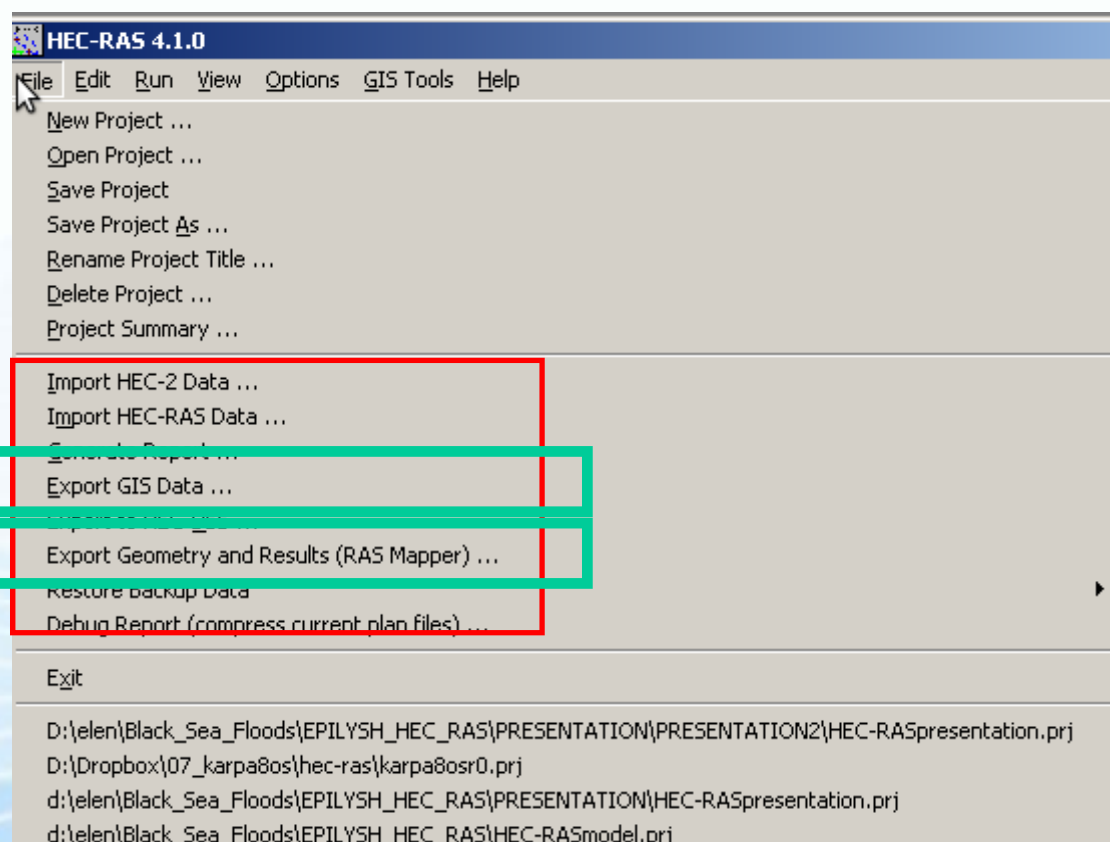 HEC-RAS 4.1.0
File Edit Run View Options GIS Tools Help
New Project ...
Open Project ...
Save Project
Save Project As ...
Rename Project Title ...
Delete Project ...
Project Summary ...
Import HEC-2 Data ...
Import HEC-RAS Data ...
Generate Report ...
Export GIS Data ...
Export Geometry and Results (RAS Mapper) ...
Restore Backup Data
Debug Report (compress current plan files) ...
Exit
D:\elen\Black_Sea_Floods\EPILYSH_HEC_RAS\PRESENTATION\PRESENTATION2\HEC-RASpresentation.prj
D:\Dropbox\07_karpa8os\hec-ras\karpa8osr0.prj
d:\elen\Black_Sea_Floods\EPILYSH_HEC_RAS\PRESENTATION\HEC-RASpresentation.prj
d:\elen\Black_Sea_Floods\EPILYSH_HEC_RAS\HEC-RASmodel.prj